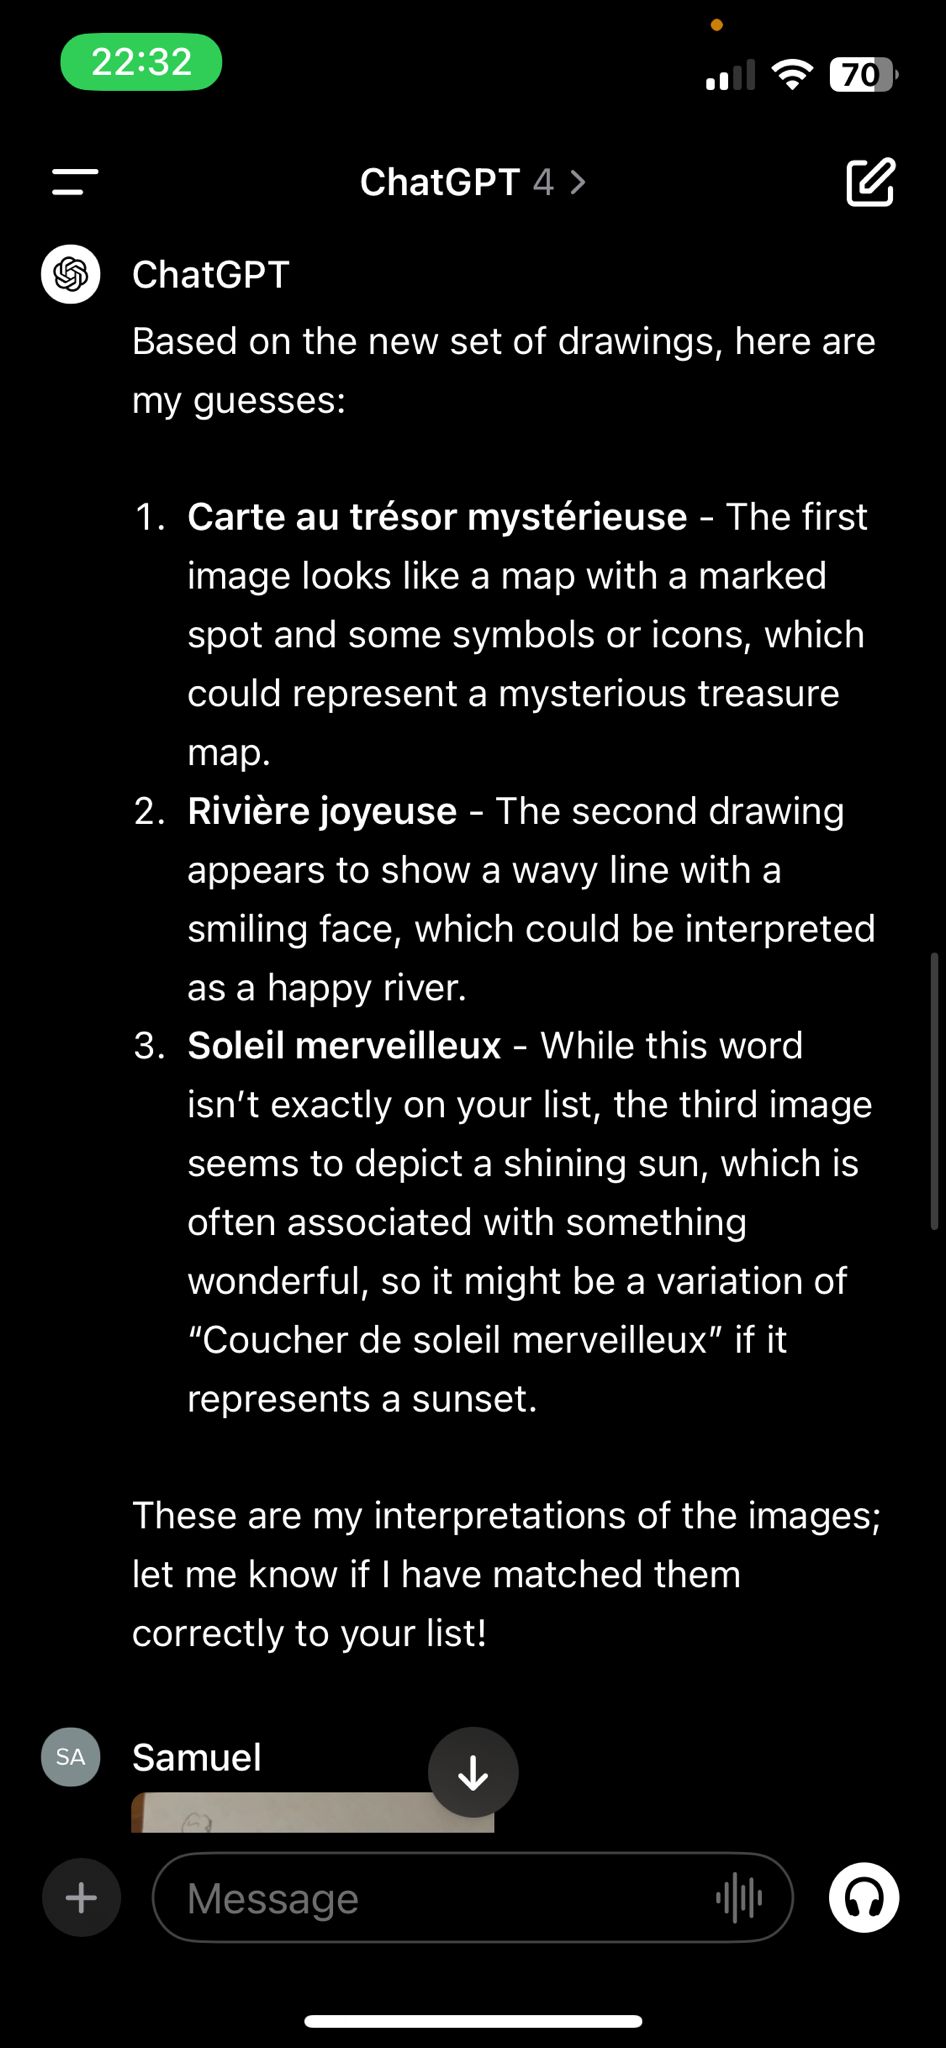 22:32
70
ChatGPT 4 >
ChatGPT
Based on the new set of drawings, here are
my guesses:
1. Carte au trésor mystérieuse - The first
image looks like a map with a marked
spot and some symbols or icons, which
could represent a mysterious treasure
map.
2. Rivière joyeuse - The second drawing
appears to show a wavy line with a
smiling face, which could be interpreted
as a happy river.
3. Soleil merveilleux - While this word
isn’t exactly on your list, the third image
seems to depict a shining sun, which is
often associated with something
wonderful, so it might be a variation of
“Coucher de soleil merveilleux” if it
represents a sunset.
These are my interpretations of the images;
let me know if I have matched them
correctly to your list!
SA
Samuel
Message